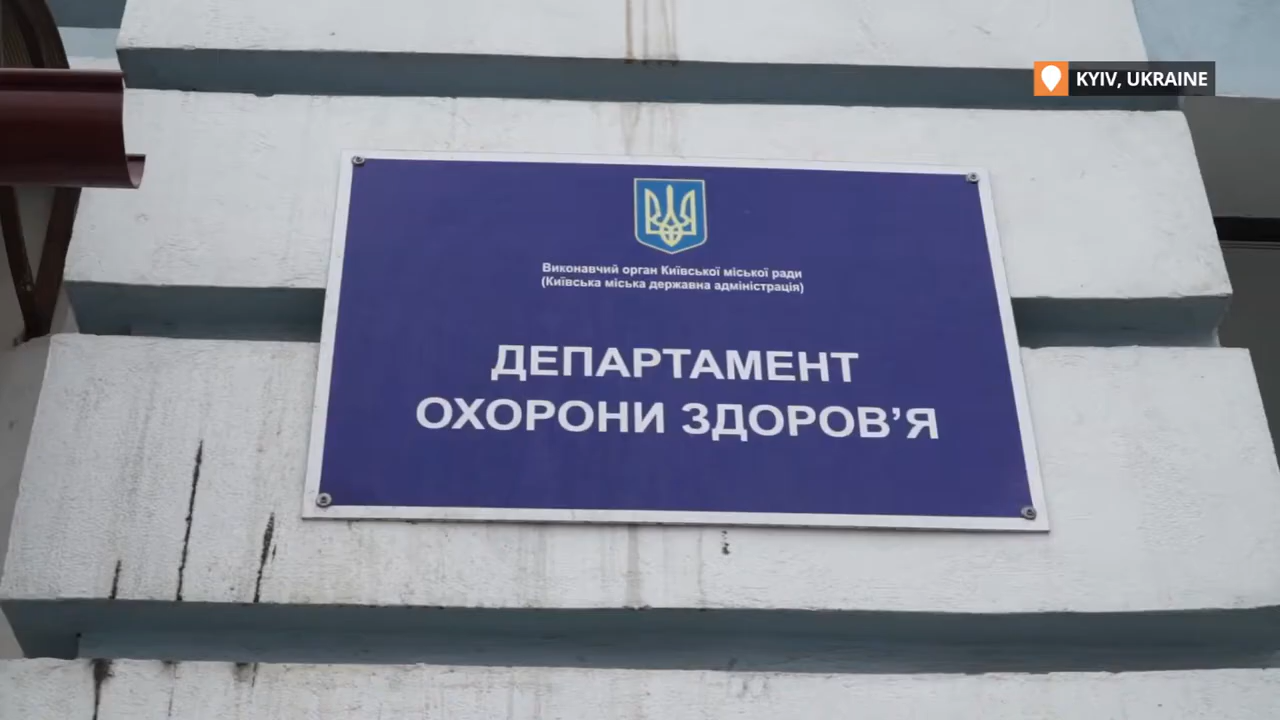 KYIV, UKRAINE
Виконавчий орган Київської міської ради
(Київська міська державна адміністрація)
ДЕПАРТАМЕНТ
ОХОРОНИ ЗДОРОВ’Я